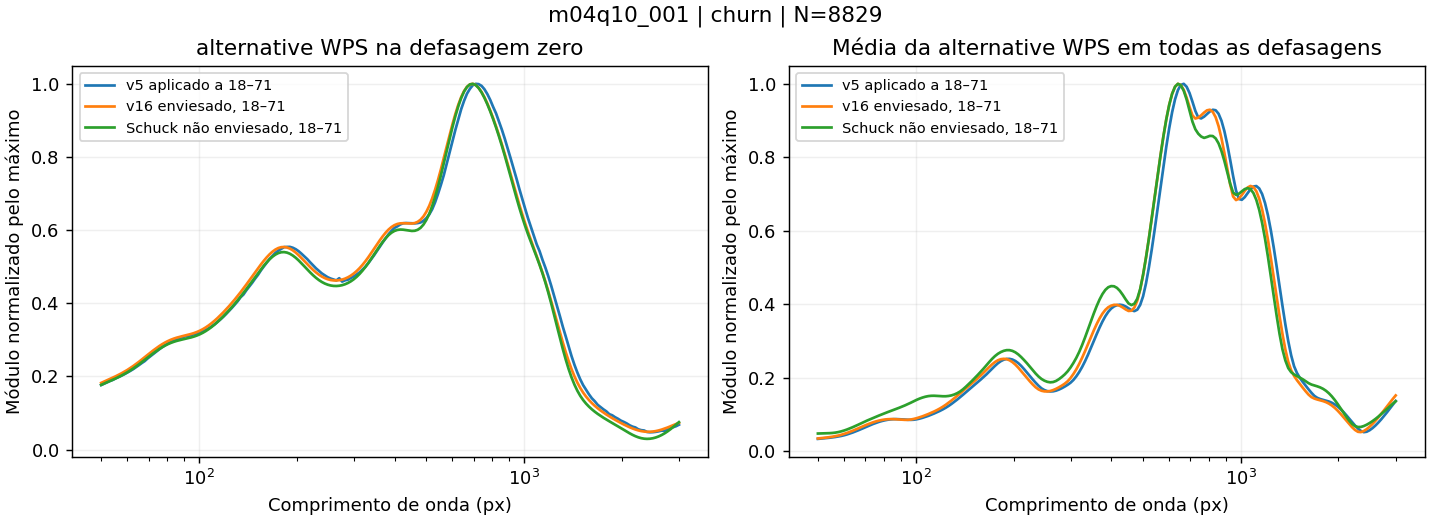 m04q10_001 | churn | N=8829
alternative WPS na defasagem zero
v5 aplicado a 18–71
v16 enviesado, 18–71
Schuck não enviesado, 18–71
Módulo normalizado pelo máximo
1.0
0.8
0.6
0.4
0.2
0.0
10²
10³
Comprimento de onda (px)
Média da alternative WPS em todas as defasagens
v5 aplicado a 18–71
v16 enviesado, 18–71
Schuck não enviesado, 18–71
Módulo normalizado pelo máximo
1.0
0.8
0.6
0.4
0.2
0.0
10²
10³
Comprimento de onda (px)